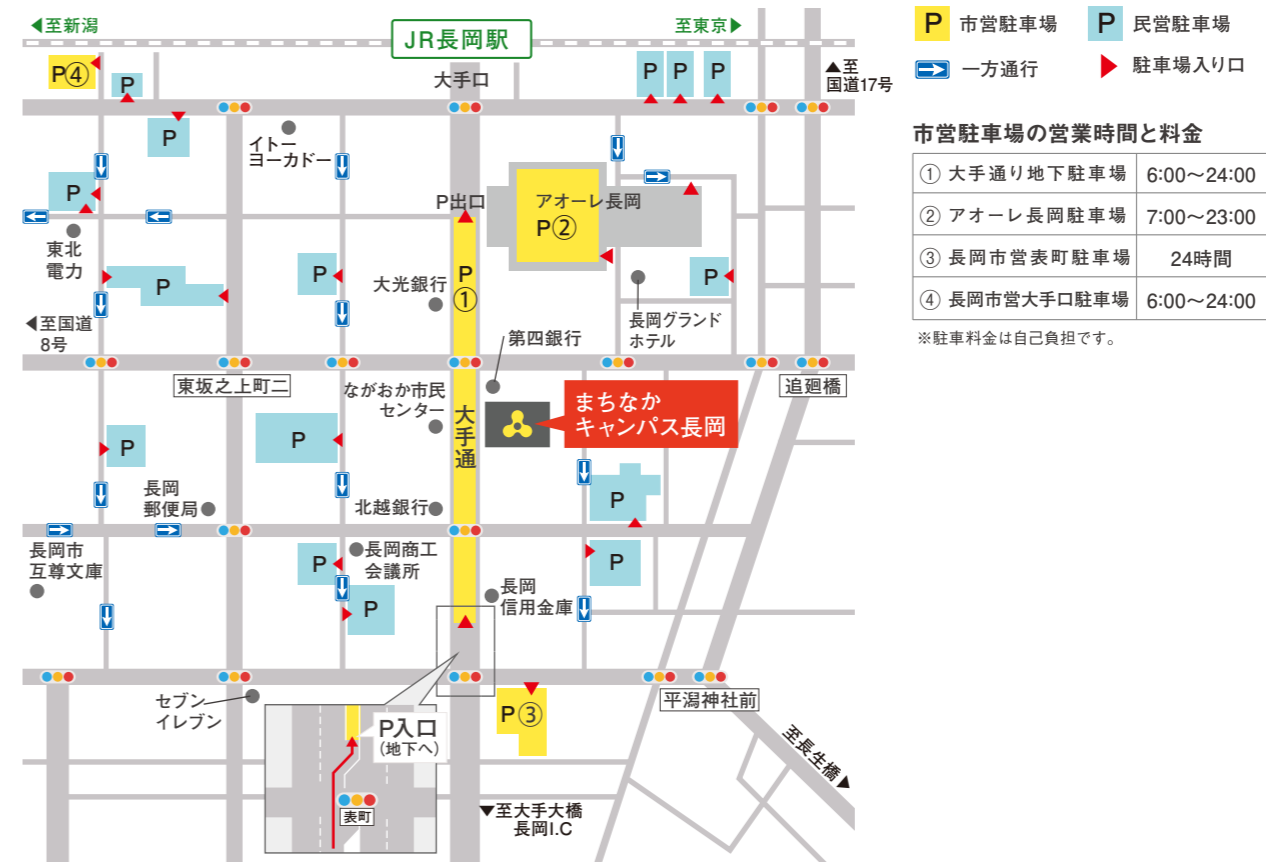 ◀至新潟
JR長岡駅
至東京▶
P 市営駐車場
P 民営駐車場
一方通行
駐車場入り口
P④
P
大手口
P
P
P
▲至
国道17号
P
イトー
ヨーカドー
市営駐車場の営業時間と料金
① 大手通り地下駐車場 6:00～24:00
② アオーレ長岡駐車場 7:00～23:00
③ 長岡市営表町駐車場 24時間
④ 長岡市営大手口駐車場 6:00～24:00
※駐車料金は自己負担です。
P
P出口
アオーレ長岡
P②
東北
電力
P
P
大光銀行
P
①
P
長岡グランド
ホテル
◀至国道
8号
第四銀行
東坂之上町二
ながおか市民
センター
追廻橋
まちなか
キャンパス長岡
大手通
P
P
長岡
郵便局
北越銀行
P
長岡市
互尊文庫
P
長岡商工
会議所
P
P
長岡
信用金庫
セブン
イレブン
P入口
(地下へ)
P③
平潟神社前
至長生橋▶
表町
▼至大手大橋
長岡I.C